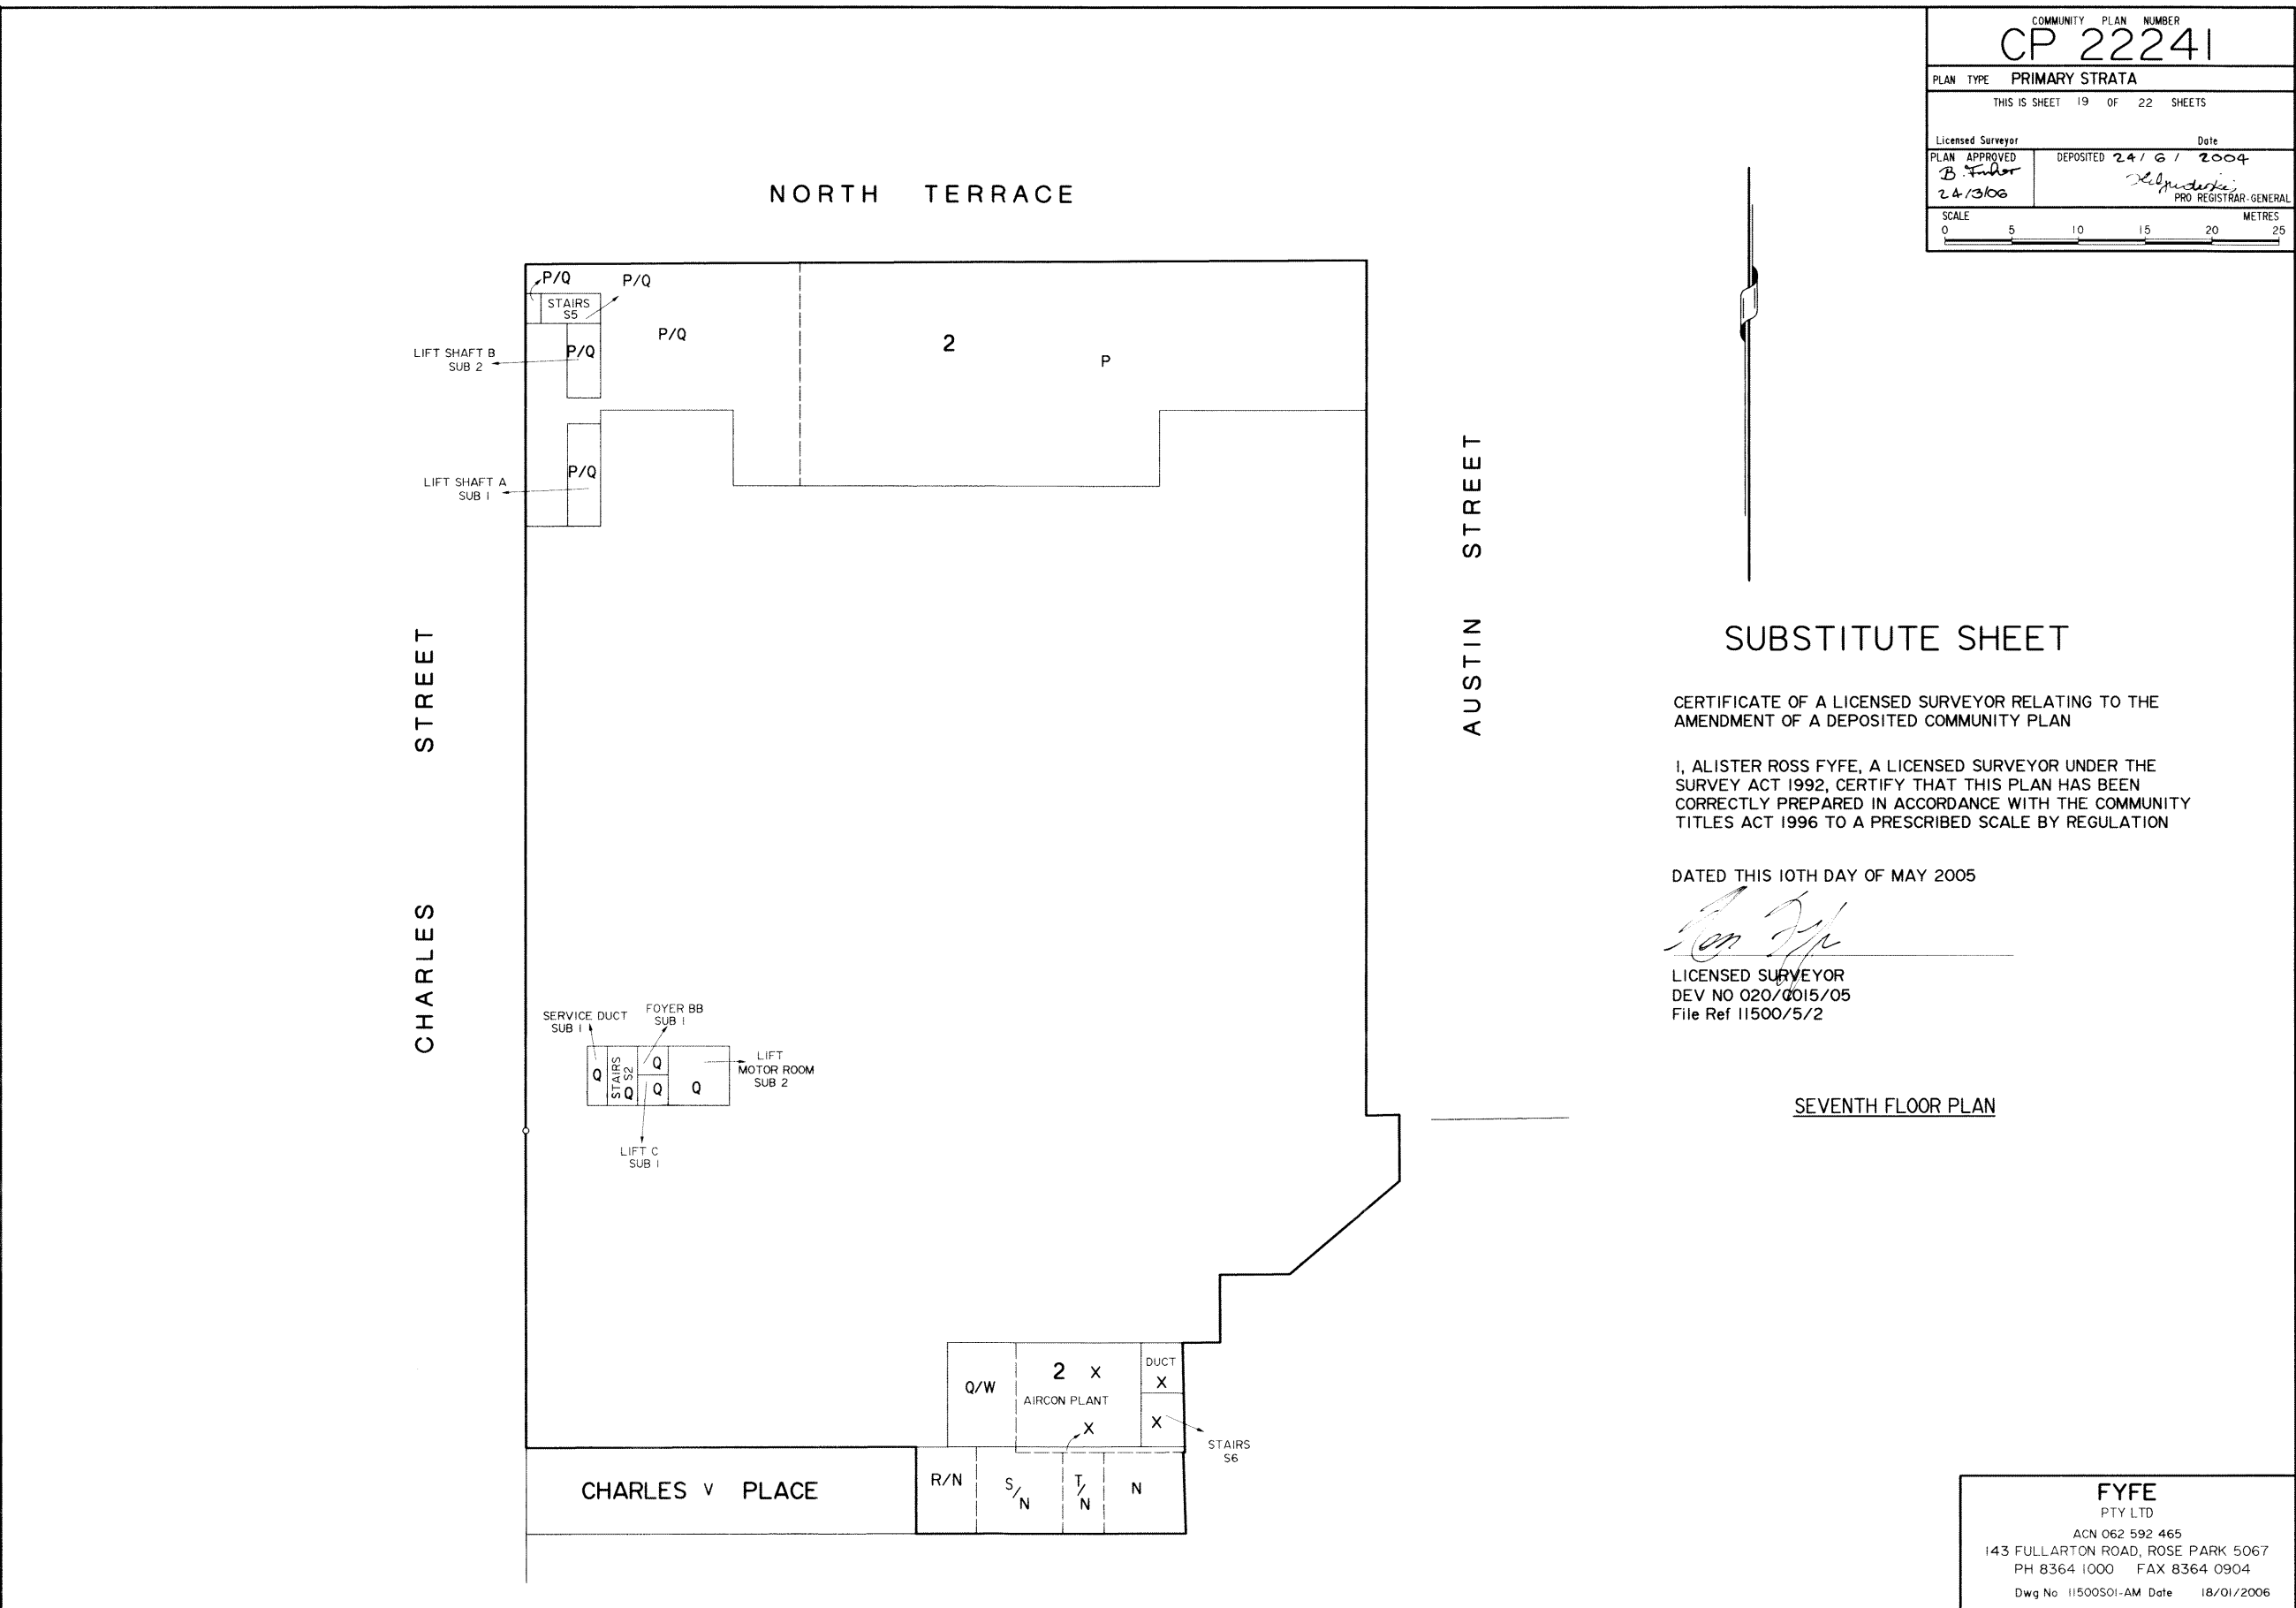 COMMUNITY PLAN NUMBER
CP 22241
PLAN TYPE PRIMARY STRATA
THIS IS SHEET 19 OF 22 SHEETS
Licensed Surveyor Date
PLAN APPROVED
24/3/06
DEPOSITED 24/6/2004
PRO REGISTRAR-GENERAL
SCALE METRES
0 5 10 15 20 25
NORTH TERRACE
P/Q
P/Q
STAIRS
S5
P/Q
2
P
LIFT SHAFT B
SUB 2
P/Q
LIFT SHAFT A
SUB 1
P/Q
CHARLES STREET
AUSTIN STREET
SUBSTITUTE SHEET
CERTIFICATE OF A LICENSED SURVEYOR RELATING TO THE
AMENDMENT OF A DEPOSITED COMMUNITY PLAN
I, ALISTER ROSS FYFE, A LICENSED SURVEYOR UNDER THE
SURVEY ACT 1992, CERTIFY THAT THIS PLAN HAS BEEN
CORRECTLY PREPARED IN ACCORDANCE WITH THE COMMUNITY
TITLES ACT 1996 TO A PRESCRIBED SCALE BY REGULATION
DATED THIS 10TH DAY OF MAY 2005
LICENSED SURVEYOR
DEV NO 020/0015/05
File Ref 11500/5/2
SEVENTH FLOOR PLAN
SERVICE DUCT
SUB 1
FOYER BB
SUB 1
Q
STAIRS
S2
Q
Q
Q
Q
LIFT
MOTOR ROOM
SUB 2
LIFT C
SUB 1
Q/W
2 X
AIRCON PLANT
X
DUCT
X
X
STAIRS
S6
CHARLES V PLACE
R/N
S/N
T/N
N
FYFE
PTY LTD
ACN 062 592 465
143 FULLARTON ROAD, ROSE PARK 5067
PH 8364 1000 FAX 8364 0904
Dwg No 11500S01-AM Date 18/01/2006